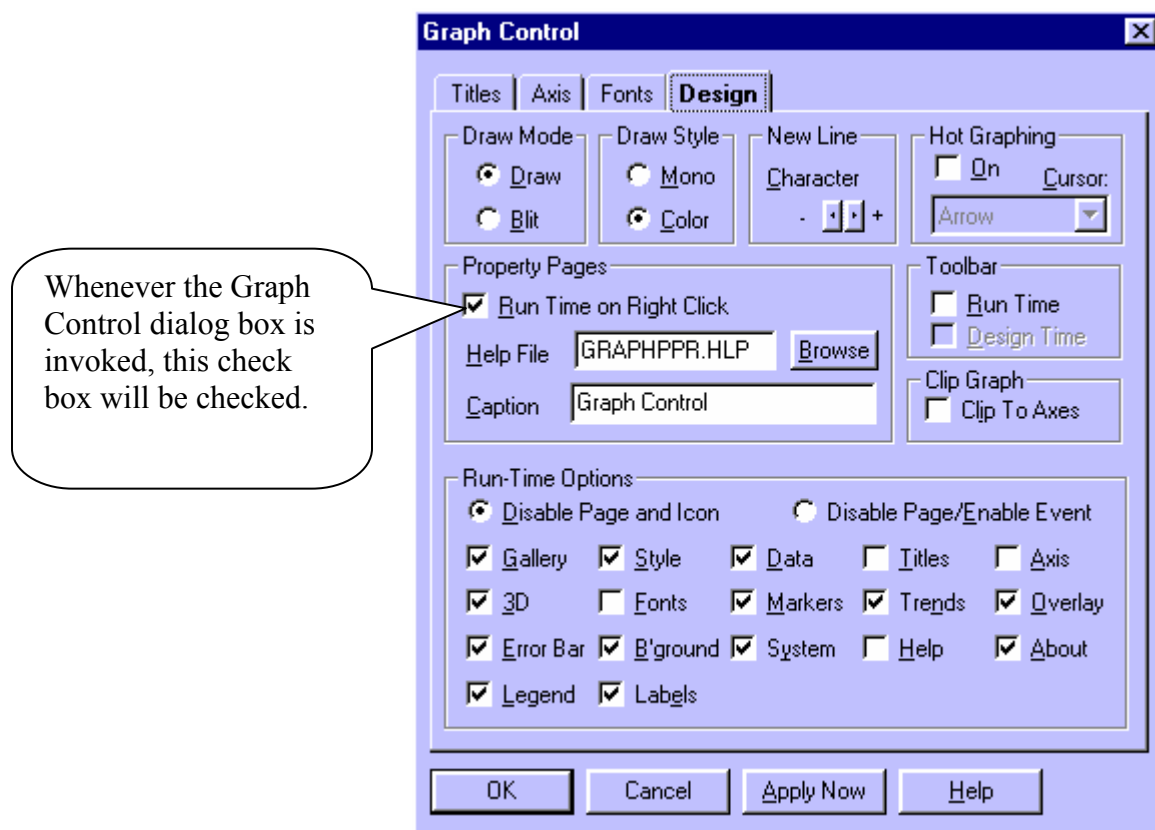 Graph Control
Titles Axis Fonts Design
Draw Mode Draw Style New Line Hot Graphing
Draw Mono Character On Cursor:
Blit Color - + Arrow
Whenever the Graph
Control dialog box is
invoked, this check
box will be checked.
Property Pages Toolbar
Run Time on Right Click Run Time
Help File GRAPHPPR.HLP Browse Design Time
Clip Graph
Caption Graph Control Clip To Axes
Run-Time Options
Disable Page and Icon Disable Page/Enable Event
Gallery Style Data Titles Axis
3D Fonts Markers Trends Overlay
Error Bar B'ground System Help About
Legend Labels
OK Cancel Apply Now Help